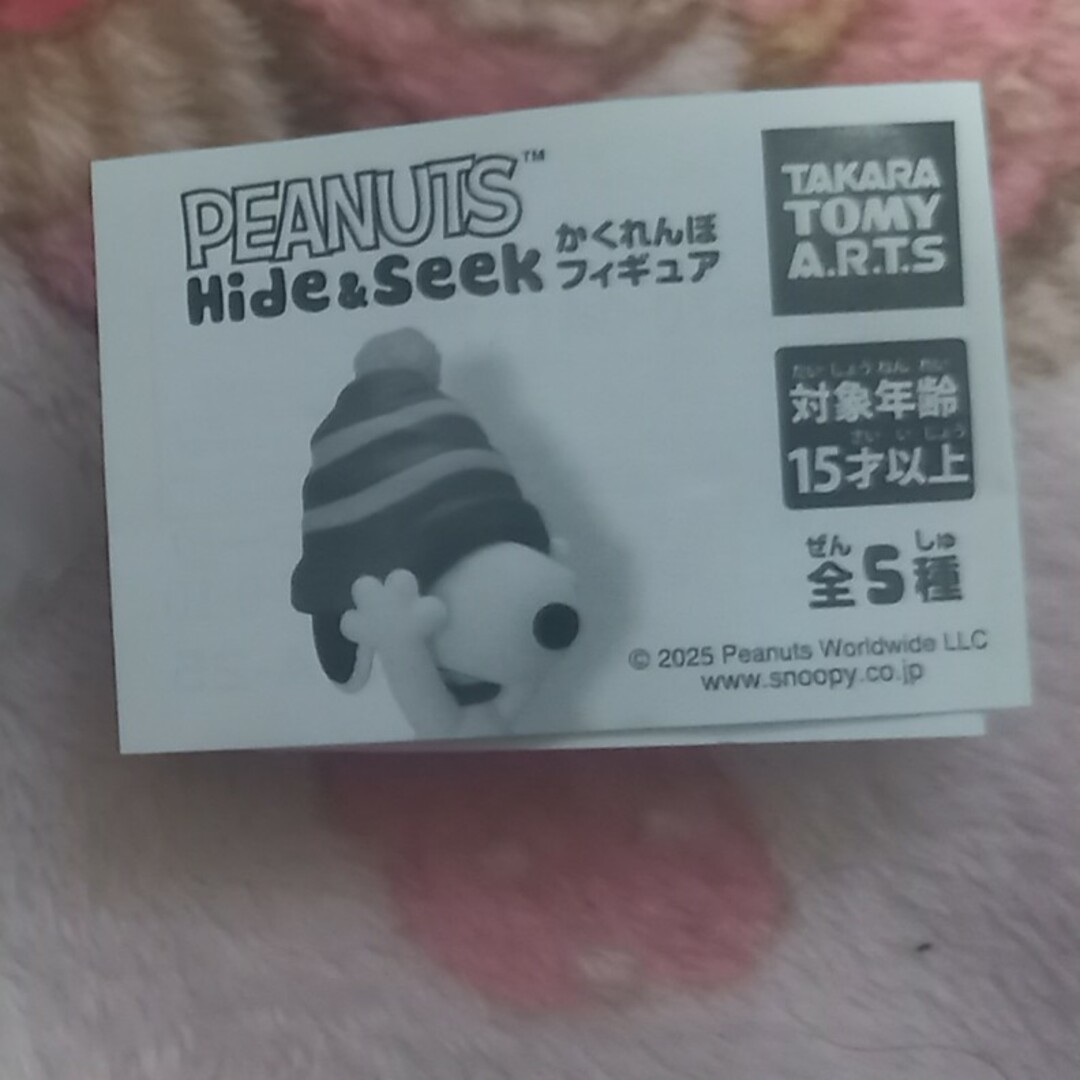 PEANUTS™
Hide&Seek
かくれんぼ
フィギュア
TAKARA
TOMY
A.R.T.S
たいしょうねんれい
対象年齢
さいいじょう
15才以上
ぜん しゅ
全5種
© 2025 Peanuts Worldwide LLC
www.snoopy.co.jp